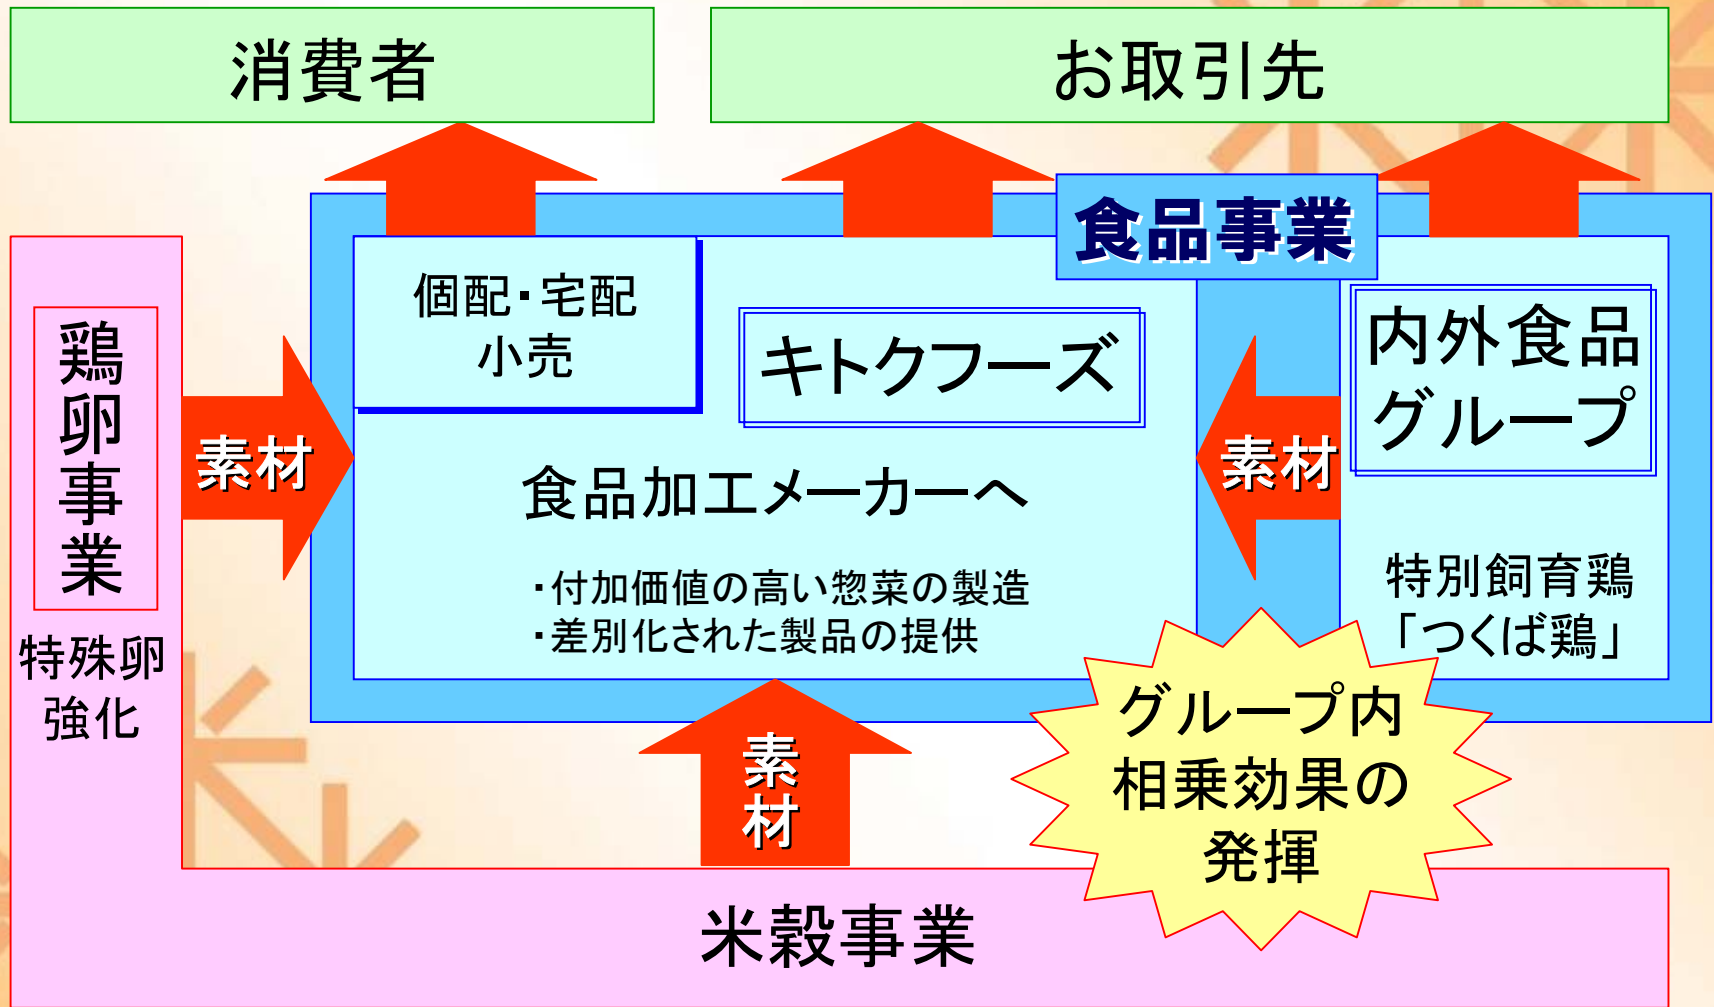 消費者
お取引先
食品事業
個配・宅配
小売
キトクフーズ
内外食品
グループ
鶏卵事業
素材
素材
食品加工メーカーへ
・付加価値の高い惣菜の製造
・差別化された製品の提供
特別飼育鶏
「つくば鶏」
特殊卵
強化
素材
グループ内
相乗効果の
発揮
米穀事業